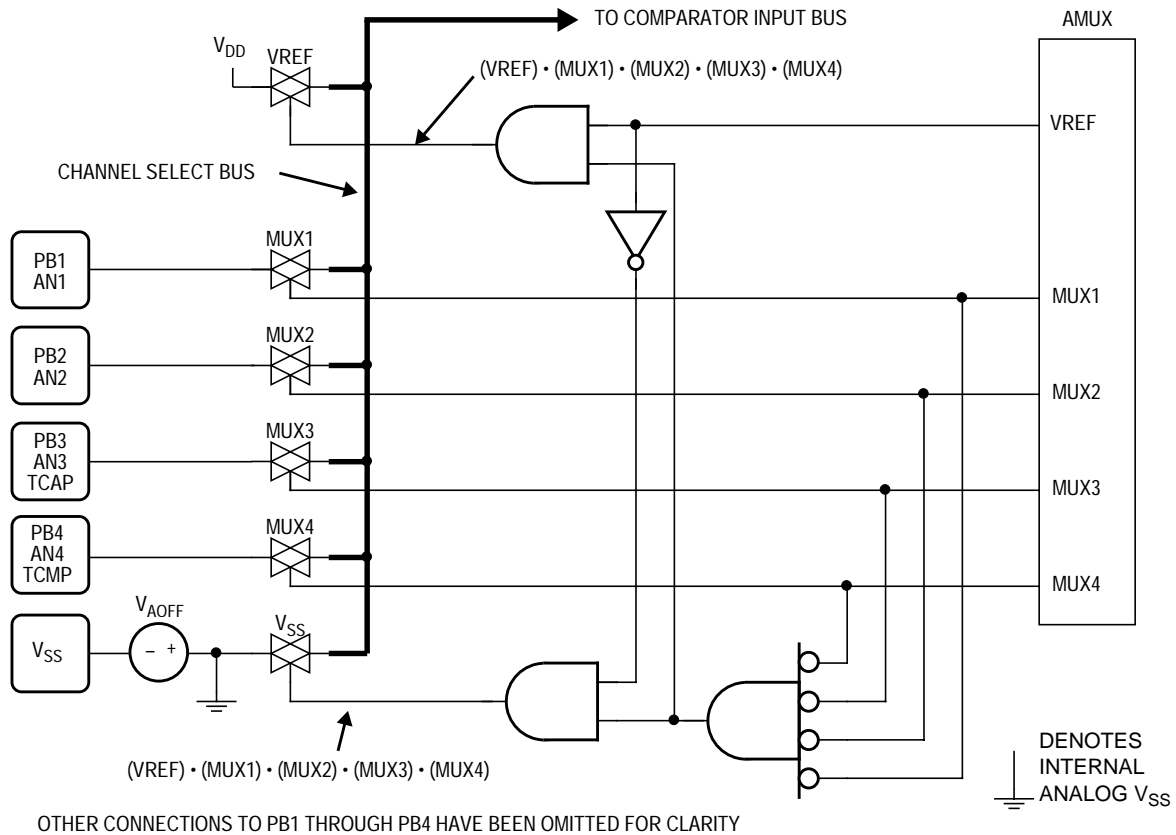 TO COMPARATOR INPUT BUS
AMUX
VDD
VREF
(VREF) • (MUX1) • (MUX2) • (MUX3) • (MUX4)
VREF
CHANNEL SELECT BUS
PB1
AN1
MUX1
MUX1
PB2
AN2
MUX2
MUX2
PB3
AN3
TCAP
MUX3
MUX3
PB4
AN4
TCMP
MUX4
MUX4
VSS
VAOFF
– +
VSS
(VREF) • (MUX1) • (MUX2) • (MUX3) • (MUX4)
DENOTES
INTERNAL
ANALOG VSS
OTHER CONNECTIONS TO PB1 THROUGH PB4 HAVE BEEN OMITTED FOR CLARITY